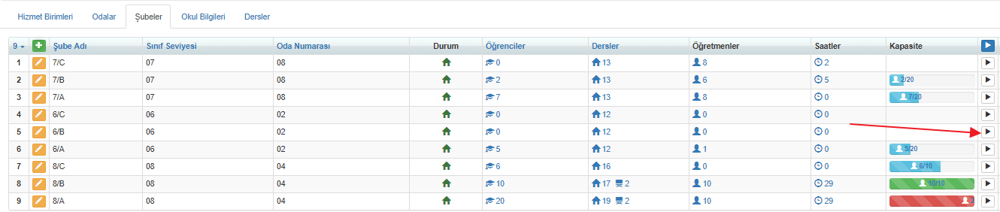 Hizmet Birimleri Odalar Şubeler Okul Bilgileri Dersler
9 Şube Adı Sınıf Seviyesi Oda Numarası Durum Öğrenciler Dersler Öğretmenler Saatler Kapasite
1 7/C 07 08 0 13 8 2
2 7/B 07 08 2 13 6 5 2/20
3 7/A 07 08 7 13 8 0 7/20
4 6/C 06 02 0 12 0 0
5 6/B 06 02 0 12 0 0
6 6/A 06 02 5 12 1 0 5/20
7 8/C 08 04 6 16 0 0 6/10
8 8/B 08 04 10 17 2 10 29 10/10
9 8/A 08 04 20 19 2 10 29